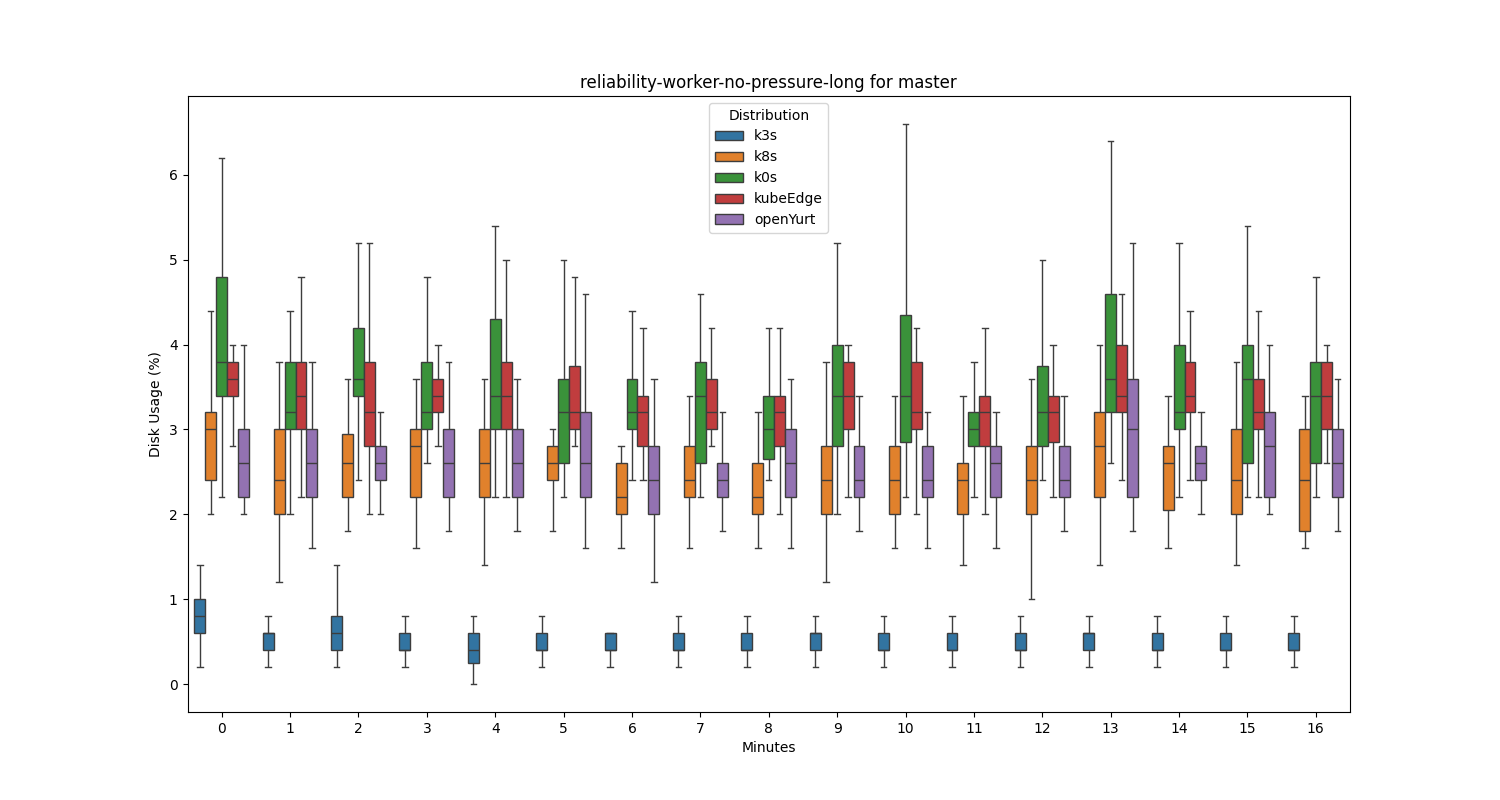 reliability-worker-no-pressure-long for master
Distribution
k3s
k8s
k0s
kubeEdge
openYurt
Disk Usage (%)
6
5
4
3
2
1
0
0 1 2 3 4 5 6 7 8 9 10 11 12 13 14 15 16
Minutes